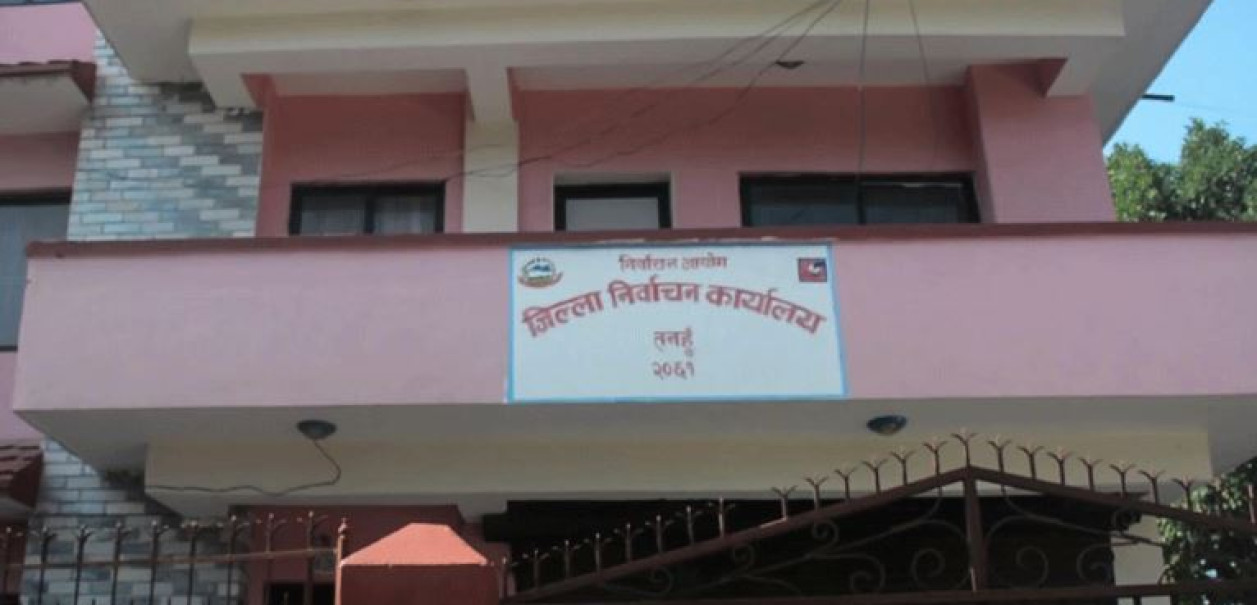 निर्वाचन आयोग
जिल्ला निर्वाचन कार्यालय
तनहुँ
२०६१